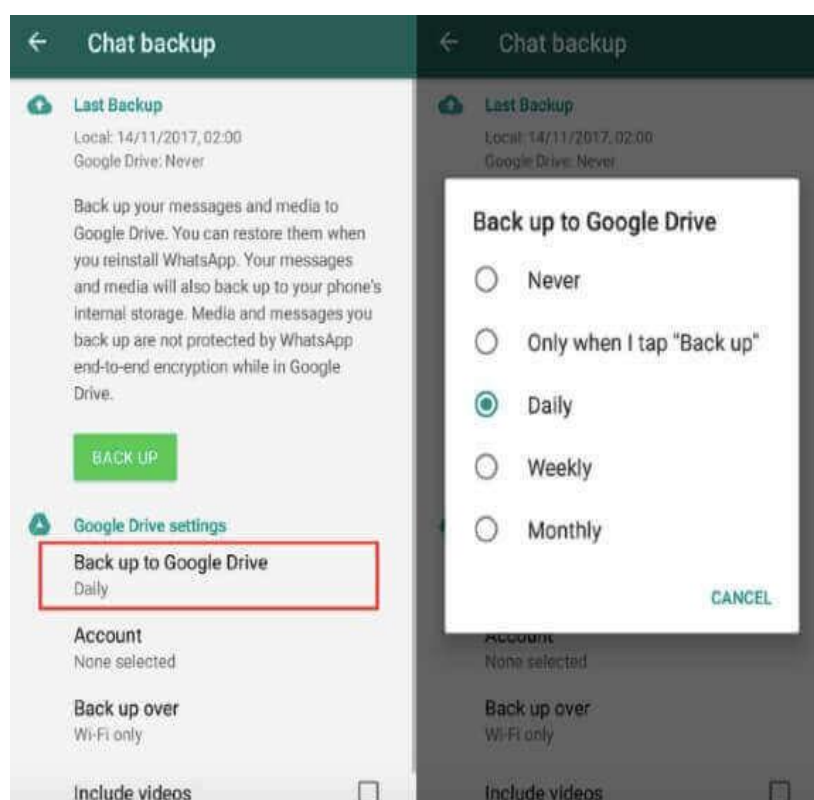 Chat backup
Last Backup
Local: 14/11/2017, 02:00
Google Drive: Never
Back up your messages and media to
Google Drive. You can restore them when
you reinstall WhatsApp. Your messages
and media will also back up to your phone's
internal storage. Media and messages you
back up are not protected by WhatsApp
end-to-end encryption while in Google
Drive.
BACK UP
Google Drive settings
Back up to Google Drive
Daily
Account
None selected
Back up over
Wi-Fi only
Include videos
Chat backup
Last Backup
Local: 14/11/2017, 02:00
Google Drive: Never
Back up to Google Drive
Never
Only when I tap "Back up"
Daily
Weekly
Monthly
CANCEL
Account
None selected
Back up over
Wi-Fi only
Include videos